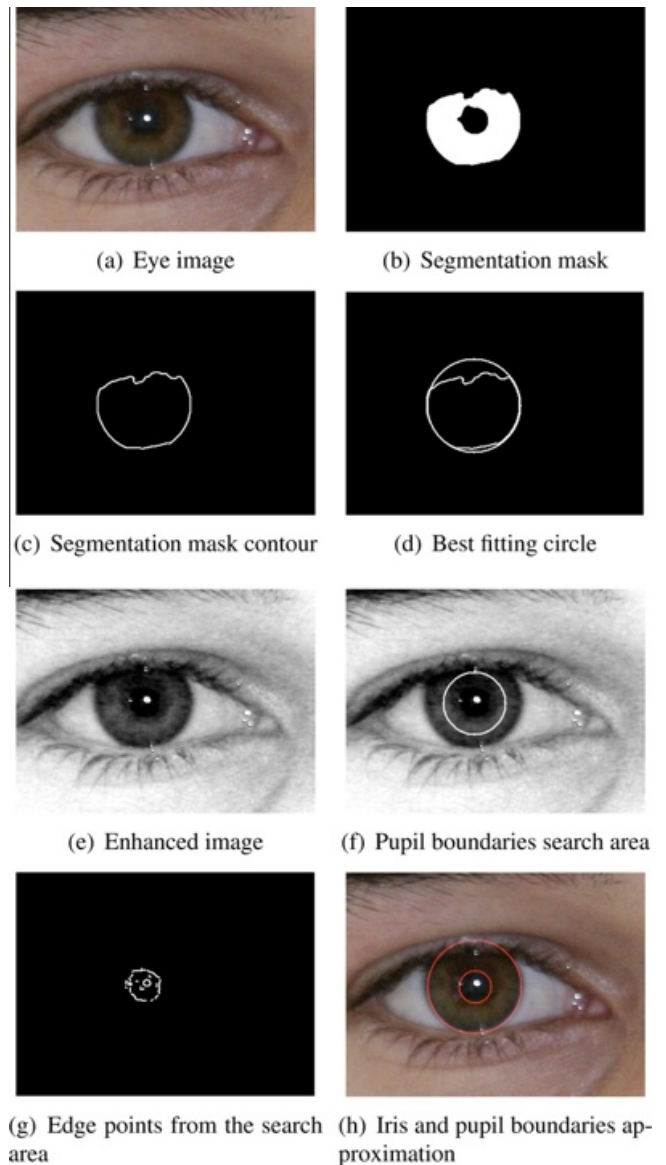 (a) Eye image
(b) Segmentation mask
(c) Segmentation mask contour
(d) Best fitting circle
(e) Enhanced image
(f) Pupil boundaries search area
(g) Edge points from the search
area
(h) Iris and pupil boundaries ap-
proximation